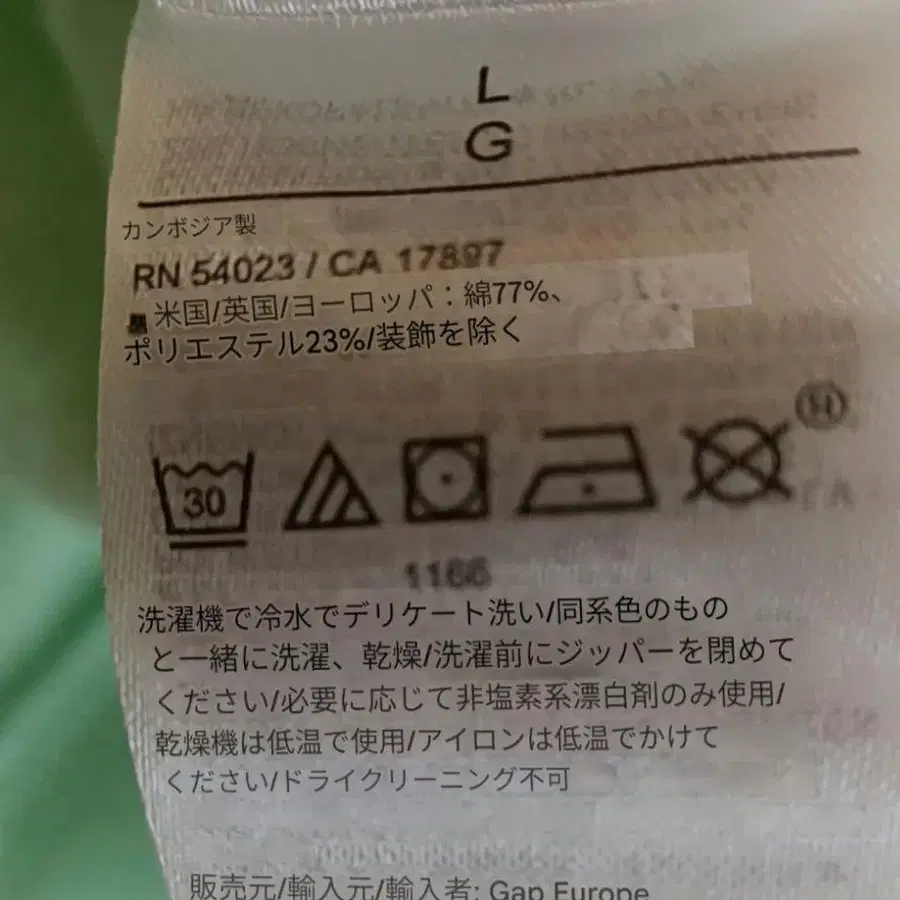 L
G
カンボジア製
RN 54023 / CA 17897
米国/英国/ヨーロッパ：綿77%、
ポリエステル23%/装飾を除く
30
1166
洗濯機で冷水でデリケート洗い/同系色のもの
と一緒に洗濯、乾燥/洗濯前にジッパーを閉めて
ください/必要に応じて非塩素系漂白剤のみ使用/
乾燥機は低温で使用/アイロンは低温でかけて
ください/ドライクリーニング不可
販売元/輸入元/輸入者: Gap Europe